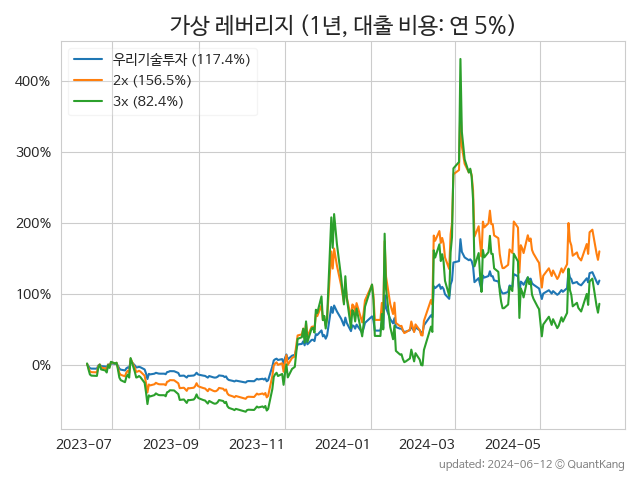 가상 레버리지 (1년, 대출 비용: 연 5%)
우리기술투자 (117.4%)
2x (156.5%)
3x (82.4%)
400%
300%
200%
100%
0%
2023-07 2023-09 2023-11 2024-01 2024-03 2024-05
updated: 2024-06-12 © QuantKang